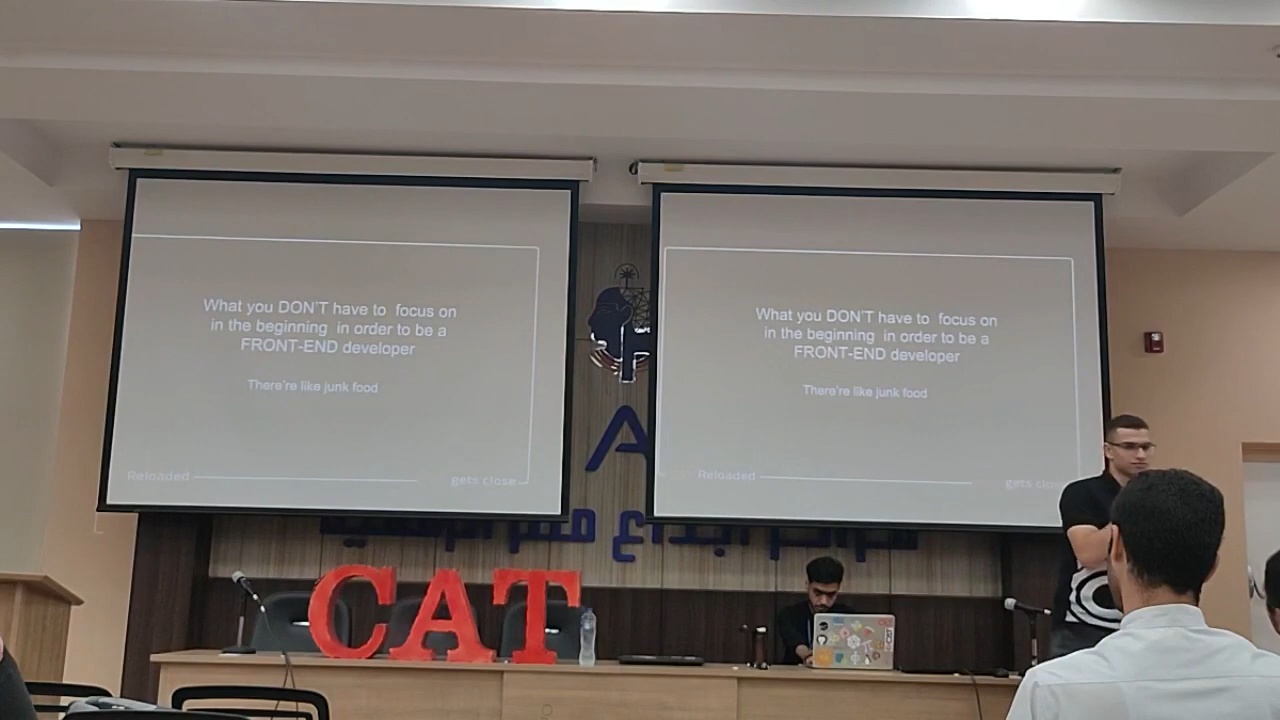 What you DON'T have to focus on
in the beginning in order to be a
FRONT-END developer
There're like junk food
Reloaded
gets close
What you DON'T have to focus on
in the beginning in order to be a
FRONT-END developer
There're like junk food
Reloaded
gets close
A
CAT